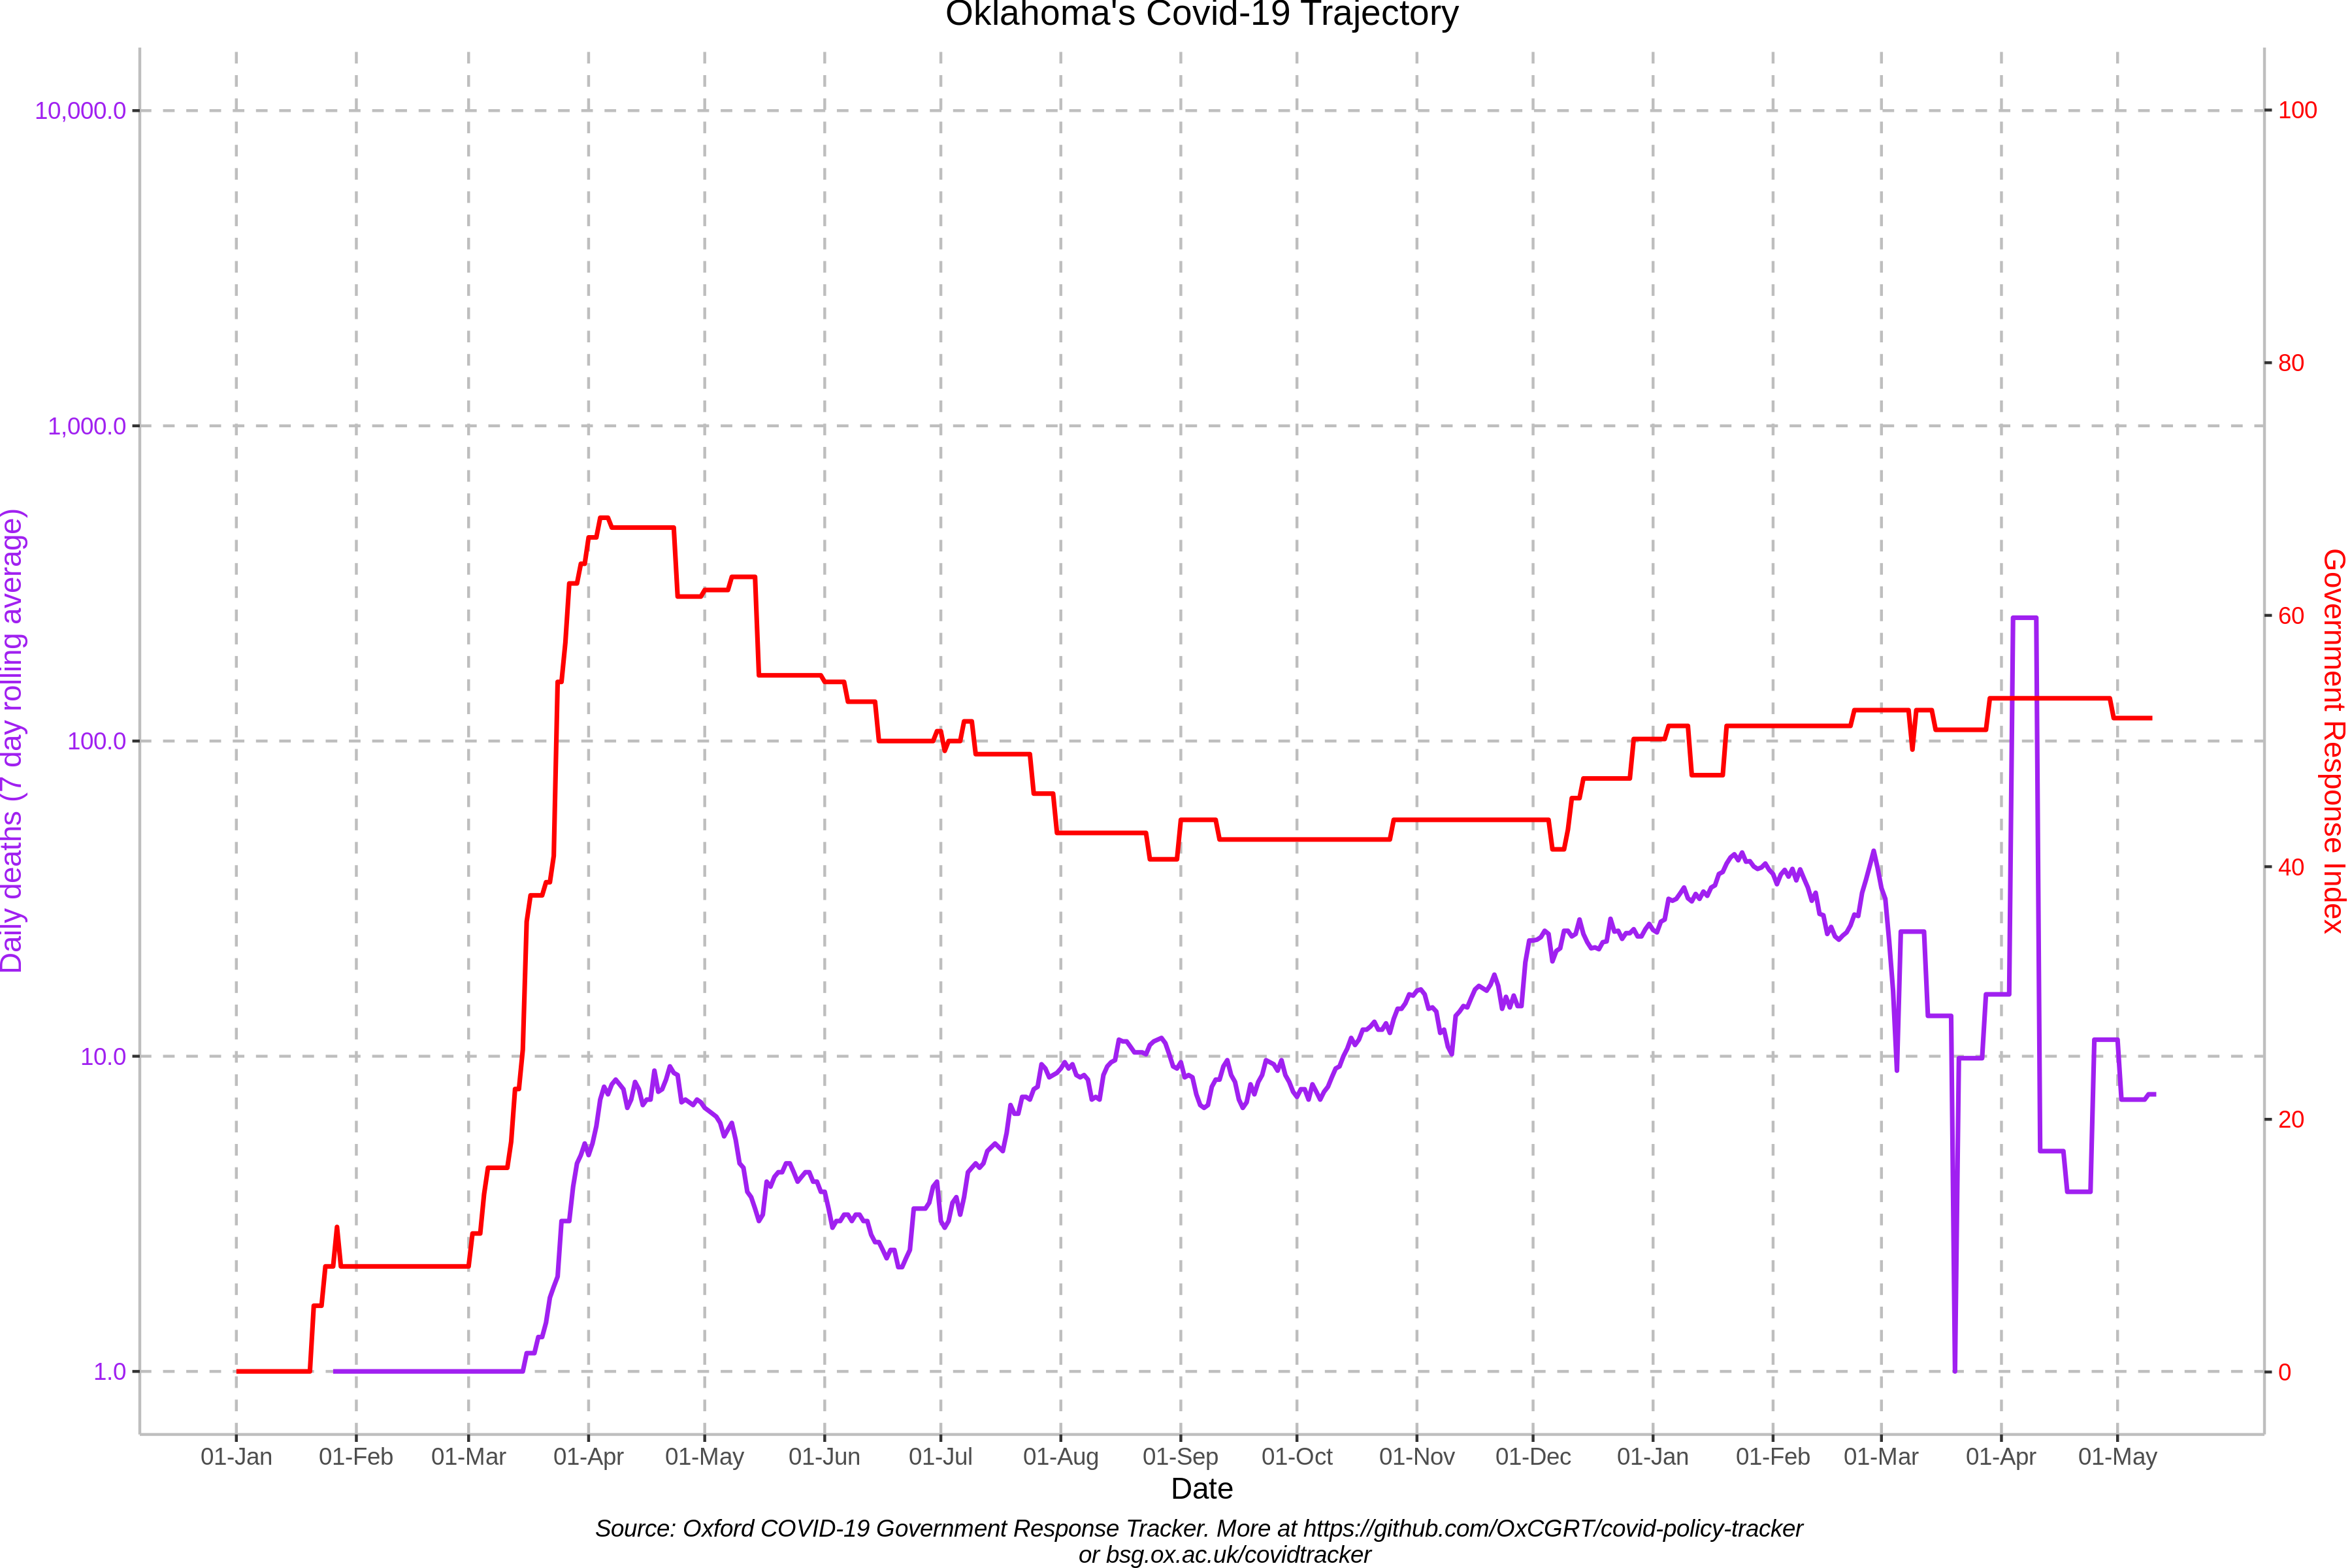 Oklahoma's Covid-19 Trajectory
10,000.0
1,000.0
100.0
10.0
1.0
Daily deaths (7 day rolling average)
100
80
60
40
20
0
Government Response Index
01-Jan 01-Feb 01-Mar 01-Apr 01-May 01-Jun 01-Jul 01-Aug 01-Sep 01-Oct 01-Nov 01-Dec 01-Jan 01-Feb 01-Mar 01-Apr 01-May
Date
Source: Oxford COVID-19 Government Response Tracker. More at https://github.com/OxCGRT/covid-policy-tracker
or bsg.ox.ac.uk/covidtracker